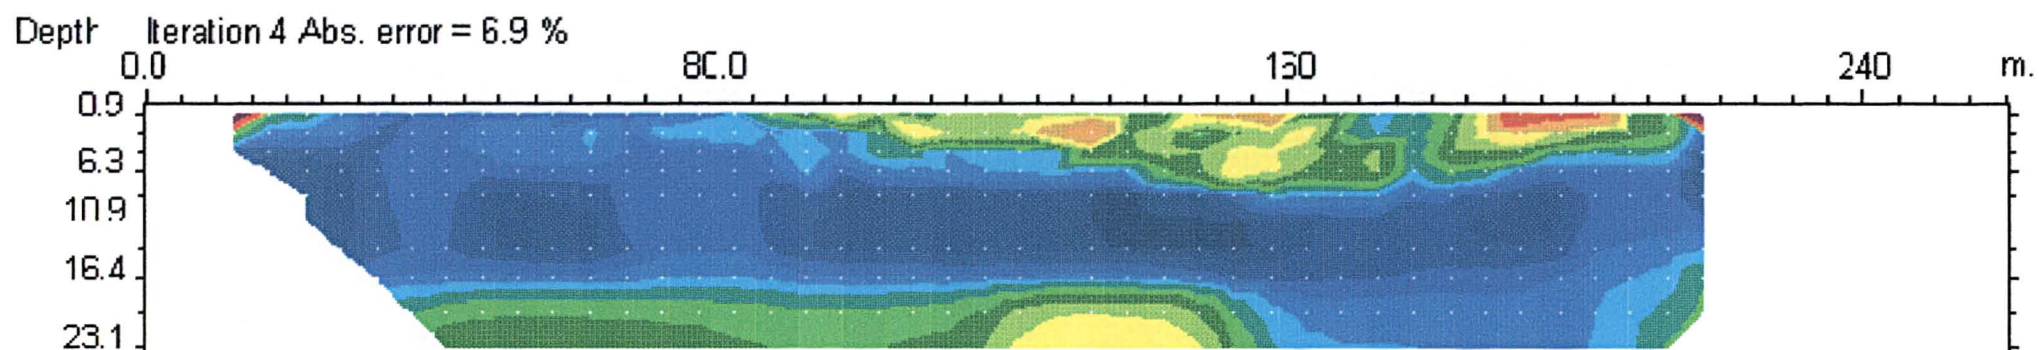 Depth Iteration 4 Abs. error = 6.9 %
0.0 80.0 160 240 m.
0.9
6.3
10.9
16.4
23.1